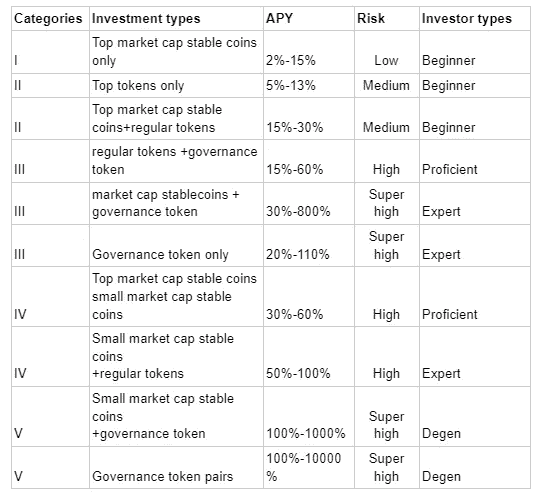 Categories Investment types APY Risk Investor types
Top market cap stable coins
only
I 2%-15% Low Beginner
II Top tokens only 5%-13% Medium Beginner
Top market cap stable
II coins+regular tokens 15%-30% Medium Beginner
regular tokens +governance
III token 15%-60% High Proficient
market cap stablecoins + Super
III governance token 30%-800% high Expert
Super
III Governance token only 20%-110% high Expert
Top market cap stable coins
small market cap stable
IV coins 30%-60% High Proficient
Small market cap stable
coins
IV +regular tokens 50%-100% High Expert
Small market cap stable
coins Super
V +governance token 100%-1000% high Degen
100%-10000 Super
V Governance token pairs % high Degen